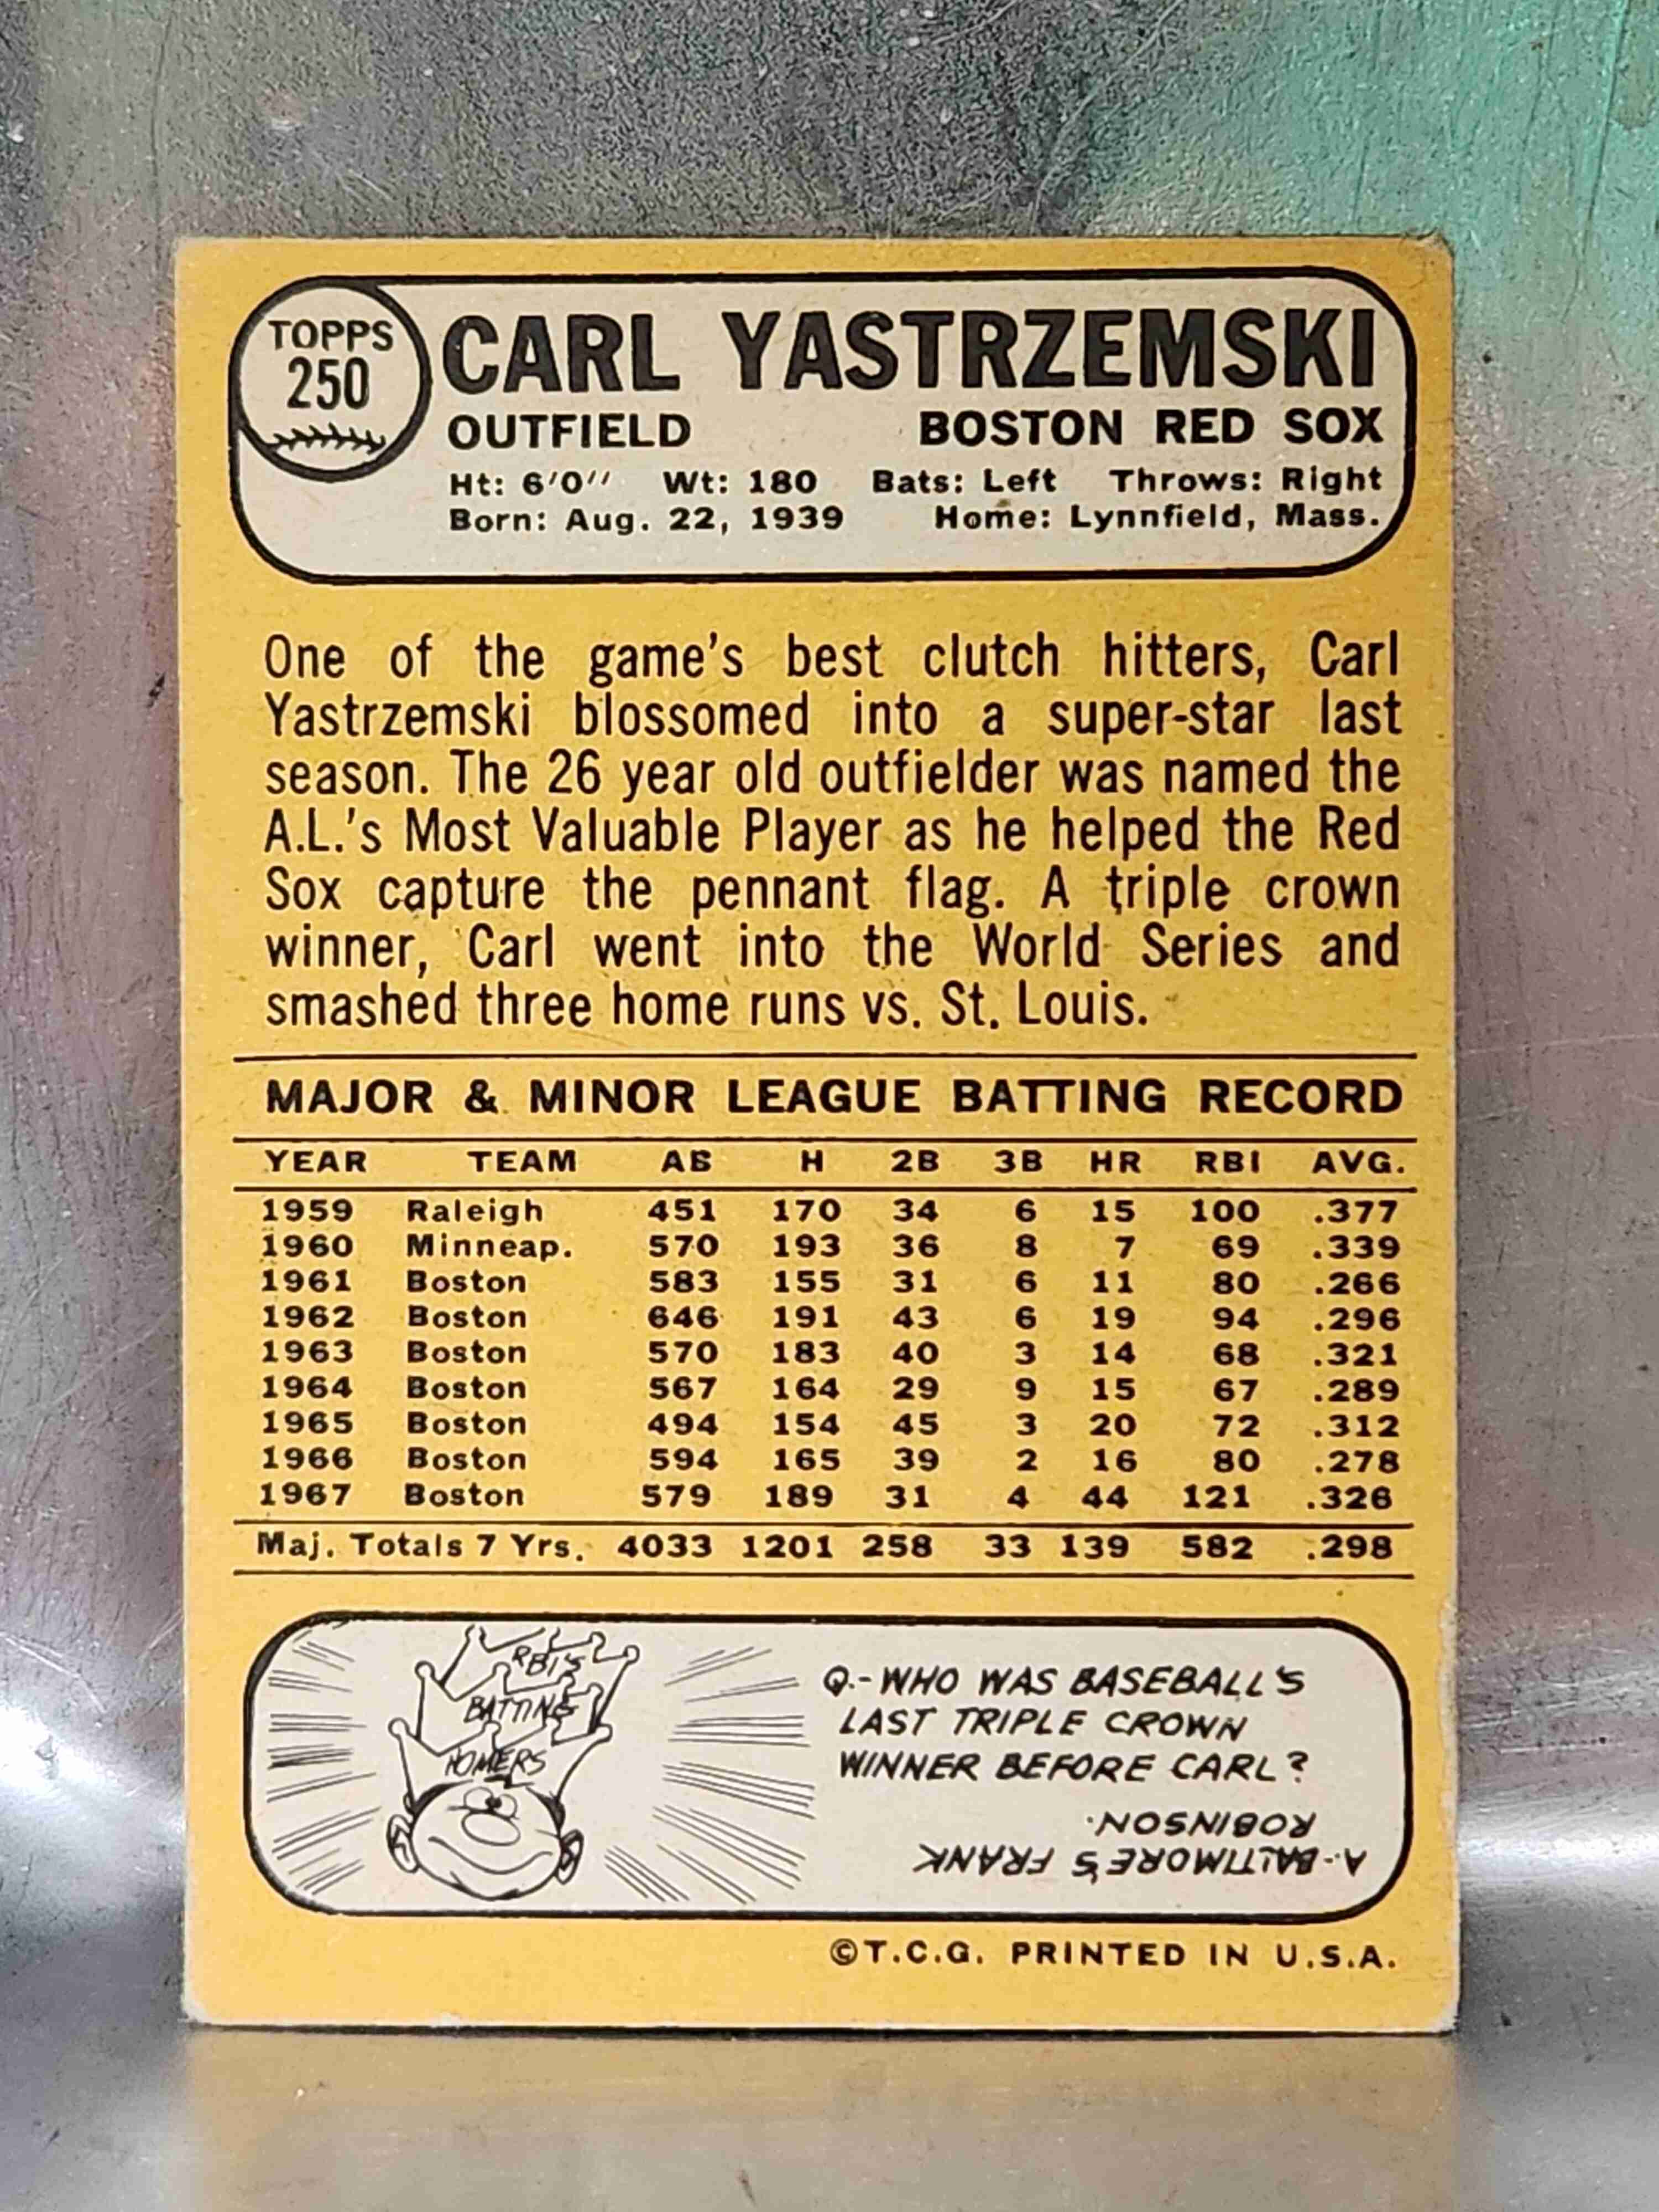 TOPPS
250
CARL YASTRZEMSKI
OUTFIELD BOSTON RED SOX
Ht: 6'0'' Wt: 180 Bats: Left Throws: Right
Born: Aug. 22, 1939 Home: Lynnfield, Mass.
One of the game's best clutch hitters, Carl
Yastrzemski blossomed into a super-star last
season. The 26 year old outfielder was named the
A.L.'s Most Valuable Player as he helped the Red
Sox capture the pennant flag. A triple crown
winner, Carl went into the World Series and
smashed three home runs vs. St. Louis.
MAJOR & MINOR LEAGUE BATTING RECORD
YEAR TEAM AB H 2B 3B HR RBI AVG.
1959 Raleigh 451 170 34 6 15 100 .377
1960 Minneap. 570 193 36 8 7 69 .339
1961 Boston 583 155 31 6 11 80 .266
1962 Boston 646 191 43 6 19 94 .296
1963 Boston 570 183 40 3 14 68 .321
1964 Boston 567 164 29 9 15 67 .289
1965 Boston 494 154 45 3 20 72 .312
1966 Boston 594 165 39 2 16 80 .278
1967 Boston 579 189 31 4 44 121 .326
Maj. Totals 7 Yrs. 4033 1201 258 33 139 582 .298
RBI'S
BATTING
HOMERS
Q.-WHO WAS BASEBALL'S
LAST TRIPLE CROWN
WINNER BEFORE CARL?
A.-BALTIMORE'S FRANK
ROBINSON.
©T.C.G. PRINTED IN U.S.A.